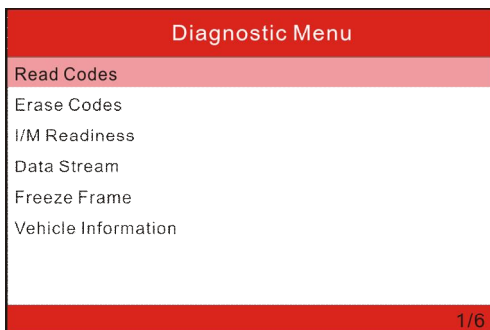 Diagnostic Menu
Read Codes
Erase Codes
I/M Readiness
Data Stream
Freeze Frame
Vehicle Information
1/6